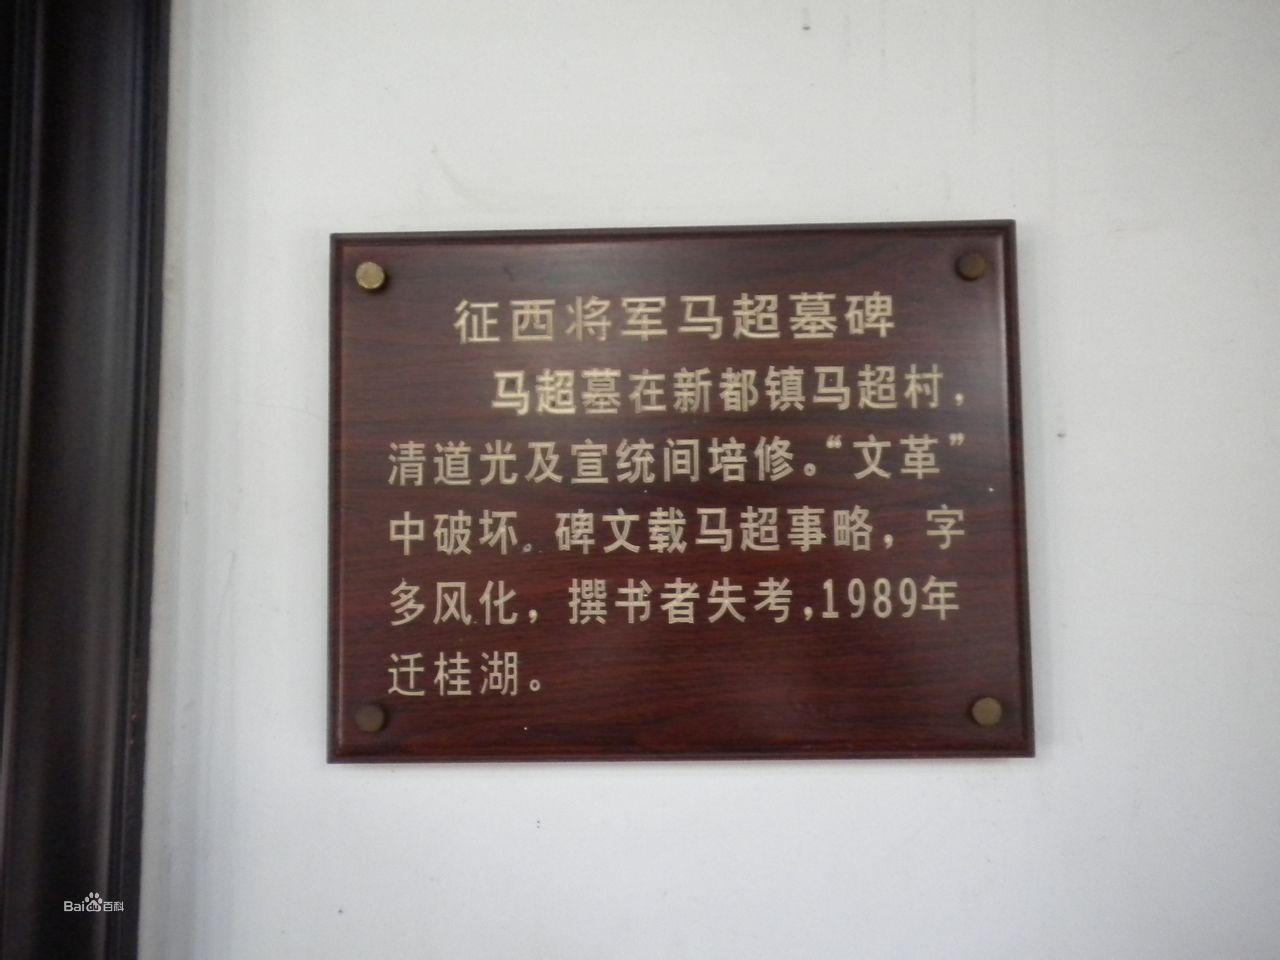 征西将军马超墓碑
马超墓在新都镇马超村，
清道光及宣统间培修。“文革”
中破坏。碑文载马超事略，字
多风化，撰书者失考，1989年
迁桂湖。
Bai du 百科